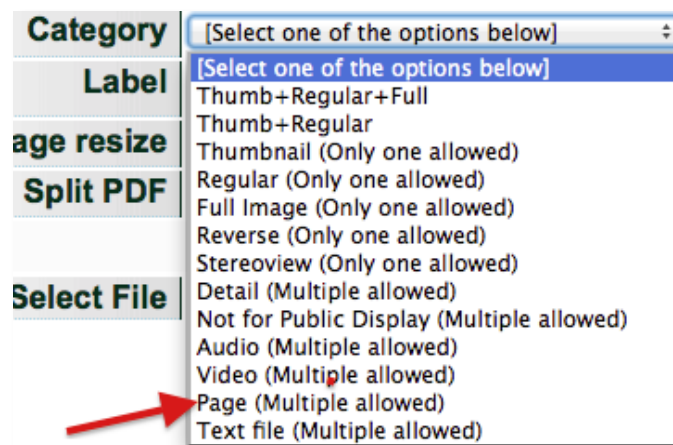 Category [Select one of the options below]
[Select one of the options below]
Label
Thumb+Regular+Full
Thumb+Regular
age resize
Thumbnail (Only one allowed)
Split PDF
Regular (Only one allowed)
Full Image (Only one allowed)
Reverse (Only one allowed)
Stereoview (Only one allowed)
Select File
Detail (Multiple allowed)
Not for Public Display (Multiple allowed)
Audio (Multiple allowed)
Video (Multiple allowed)
Page (Multiple allowed)
Text file (Multiple allowed)